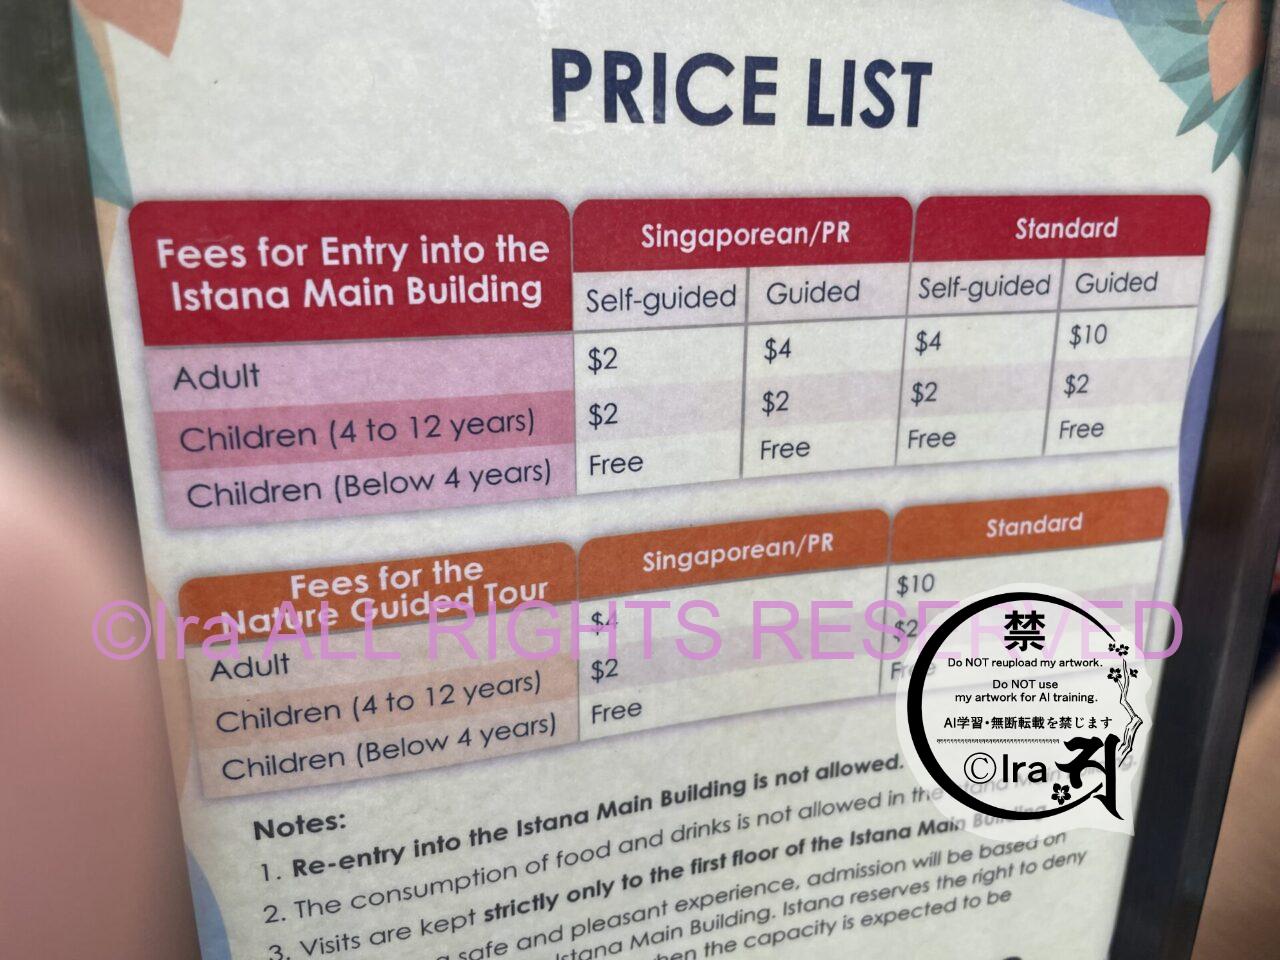 PRICE LIST
Fees for Entry into the
Istana Main Building
Singaporean/PR
Standard
Self-guided
Guided
Self-guided
Guided
Adult
$2
$4
$4
$10
Children (4 to 12 years)
$2
$2
$2
$2
Children (Below 4 years)
Free
Free
Free
Free
Fees for the
Nature Guided Tour
Singaporean/PR
Standard
Adult
$4
$10
Children (4 to 12 years)
$2
$2
Children (Below 4 years)
Free
Free
©Ira ALL RIGHTS RESERVED
禁
Do NOT reupload my artwork.
Do NOT use
my artwork for AI training.
AI学習・無断転載を禁じます
©Ira
Notes:
1. Re-entry into the Istana Main Building is not allowed.
2. The consumption of food and drinks is not allowed in the Istana Main Building.
3. Visits are kept strictly only to the first floor of the Istana Main Building
safe and pleasant experience, admission will be based on
Istana Main Building. Istana reserves the right to deny
when the capacity is expected to be